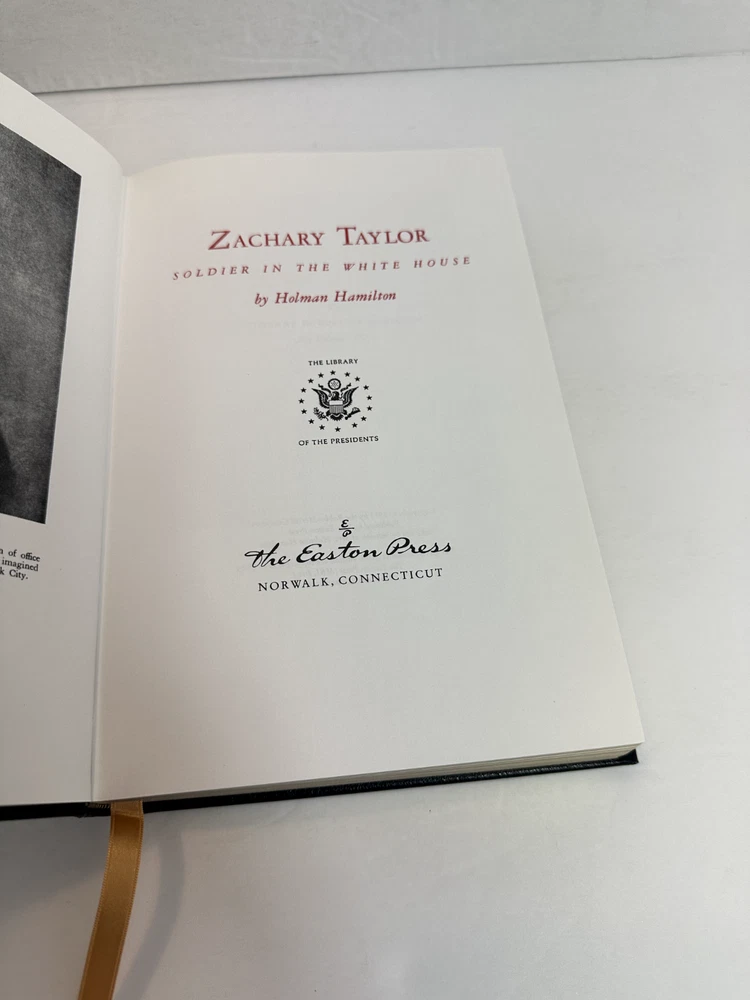 n of office
imagined
k City.
ZACHARY TAYLOR
SOLDIER IN THE WHITE HOUSE
by Holman Hamilton
THE LIBRARY
OF THE PRESIDENTS
E
P
the Easton Press
NORWALK, CONNECTICUT